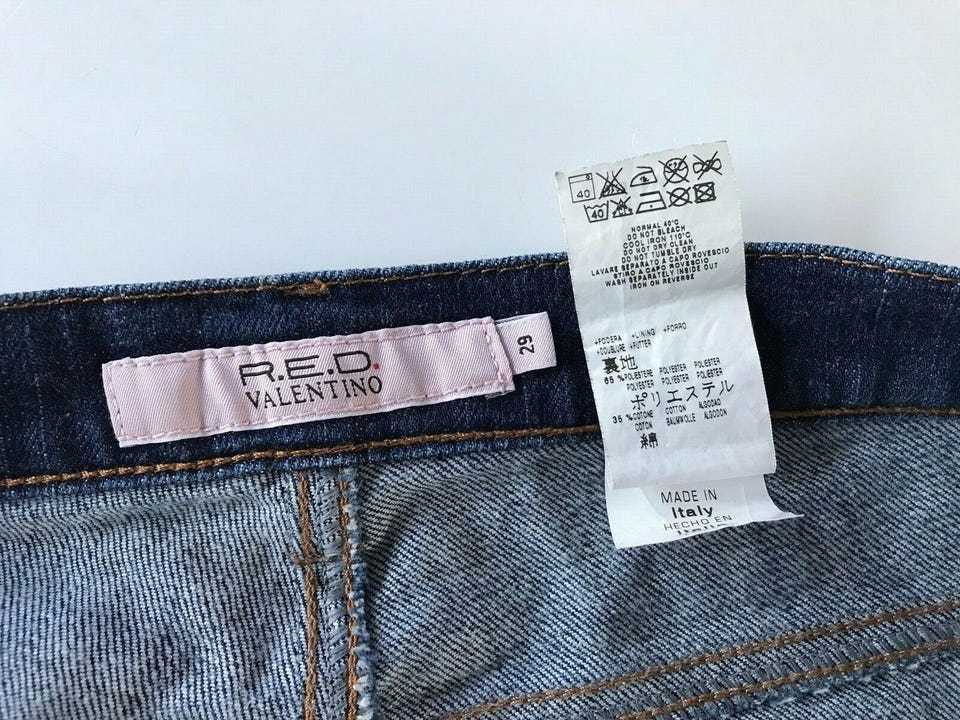 R.E.D.
VALENTINO
29
40
40
NORMAL 40°C
DO NOT BLEACH
COOL IRON 110°C
DO NOT DRY CLEAN
DO NOT TUMBLE DRY
LAVARE SEPARATO A CAPO ROVESCIO
STIRO A CAPO ROVESCIO
WASH SEPARATELY INSIDE OUT
IRON ON REVERSE
+FODERA +LINING +FORRO
+DOUBLURE +FUTTER
裏地
65 %POLIESTERE POLYESTER POLYESTER
POLYESTER POLYESTER POLIESTER
ポリエステル
35 %COTONE COTTON ALGODAO
COTON BAUMWOLLE ALGODON
綿
MADE IN
Italy
HECHO EN